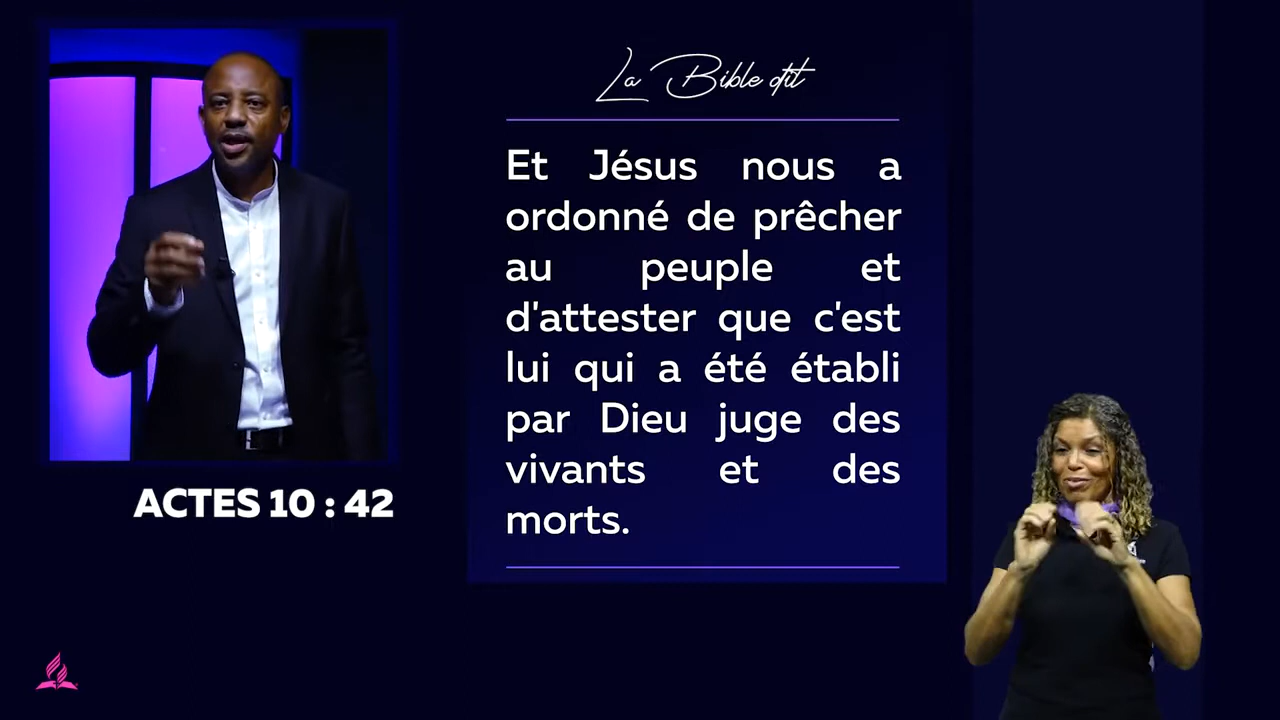 La Bible dit
Et Jésus nous a
ordonné de prêcher
au peuple et
d'attester que c'est
lui qui a été établi
par Dieu juge des
vivants et des
morts.
ACTES 10 : 42